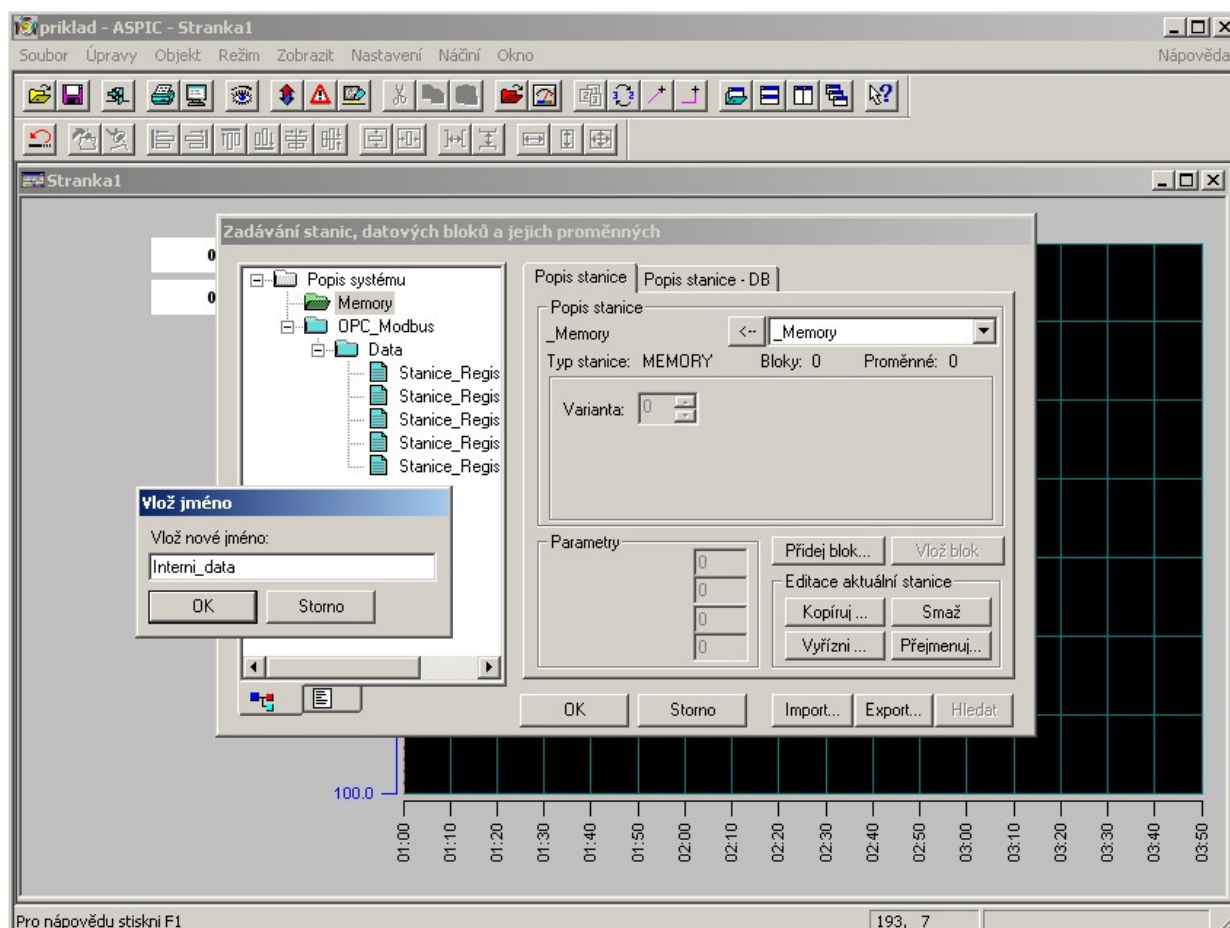 priklad - ASPIC - Stranka1
Soubor Úpravy Objekt Režim Zobrazit Nastavení Náčiní Okno Nápověda
Stranka1
0
0
Zadávání stanic, datových bloků a jejich proměnných
Popis systému
Memory
OPC_Modbus
Data
Stanice_Regis
Stanice_Regis
Stanice_Regis
Stanice_Regis
Stanice_Regis
Popis stanice Popis stanice - DB
Popis stanice
_Memory <-- _Memory
Typ stanice: MEMORY Bloky: 0 Proměnné: 0
Varianta: 0
Vlož jméno
Vlož nové jméno:
Interni_data
OK Storno
Parametry
0
0
0
0
Přidej blok... Vlož blok
Editace aktuální stanice
Kopíruj ... Smaž
Vyřízni ... Přejmenuj...
OK Storno Import... Export... Hledat
100.0
01:00 01:10 01:20 01:30 01:40 01:50 02:00 02:10 02:20 02:30 02:40 02:50 03:00 03:10 03:20 03:30 03:40 03:50
Pro nápovědu stiskni F1 193, 7